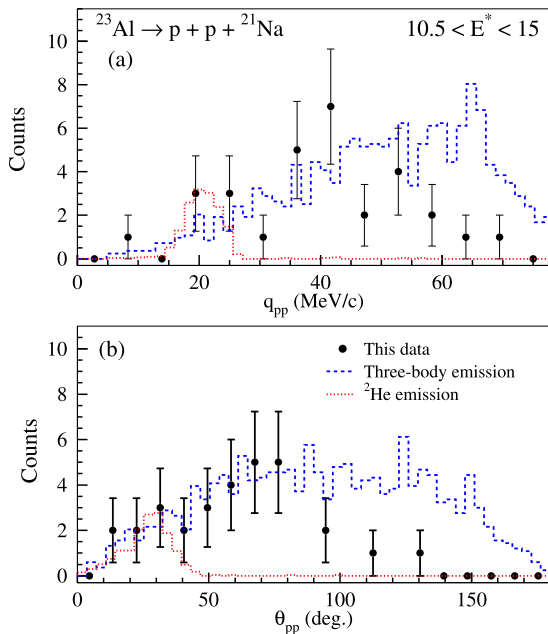 ²³Al → p + p + ²¹Na 10.5 < E* < 15
(a)
10
8
6
4
2
0
Counts
0 20 40 60
q_pp (MeV/c)
(b)
This data
Three-body emission
²He emission
10
8
6
4
2
0
Counts
0 50 100 150
θ_pp (deg.)